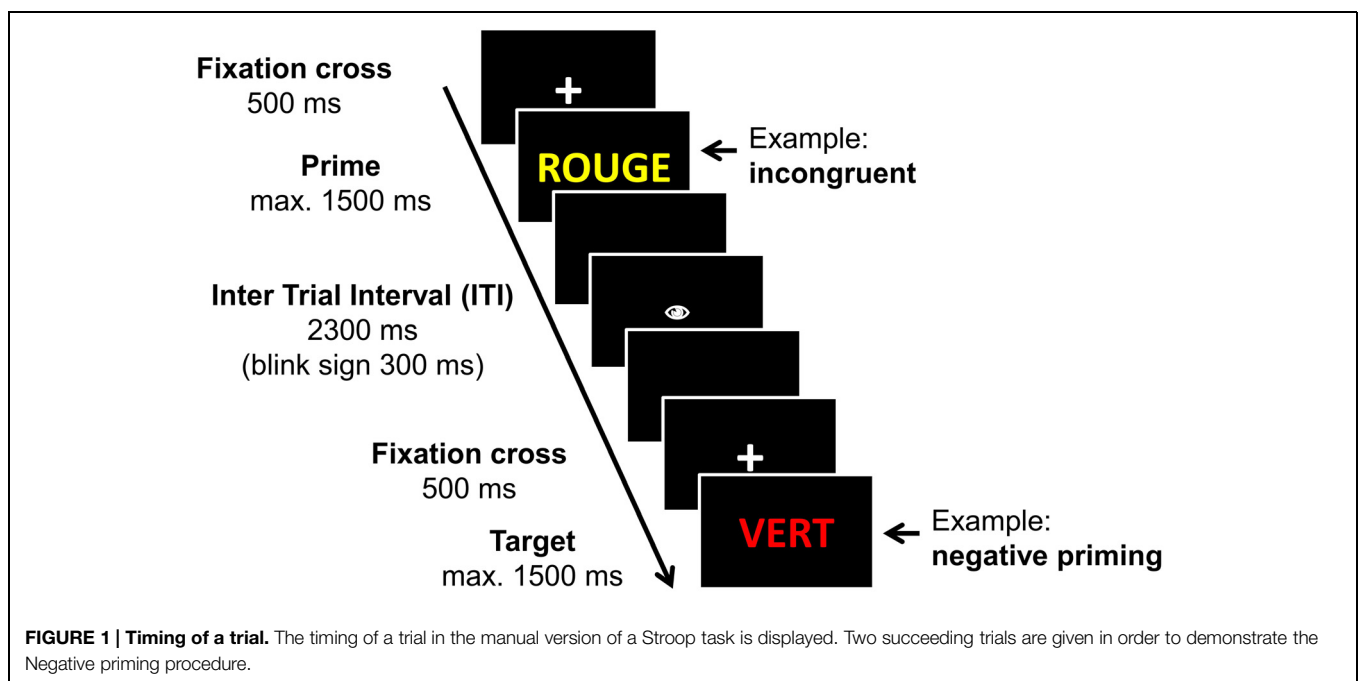 Fixation cross
500 ms
ROUGE
Example:
incongruent
Prime
max. 1500 ms
Inter Trial Interval (ITI)
2300 ms
(blink sign 300 ms)
Fixation cross
500 ms
VERT
Example:
negative priming
Target
max. 1500 ms
FIGURE 1 | Timing of a trial. The timing of a trial in the manual version of a Stroop task is displayed. Two succeeding trials are given in order to demonstrate the
Negative priming procedure.